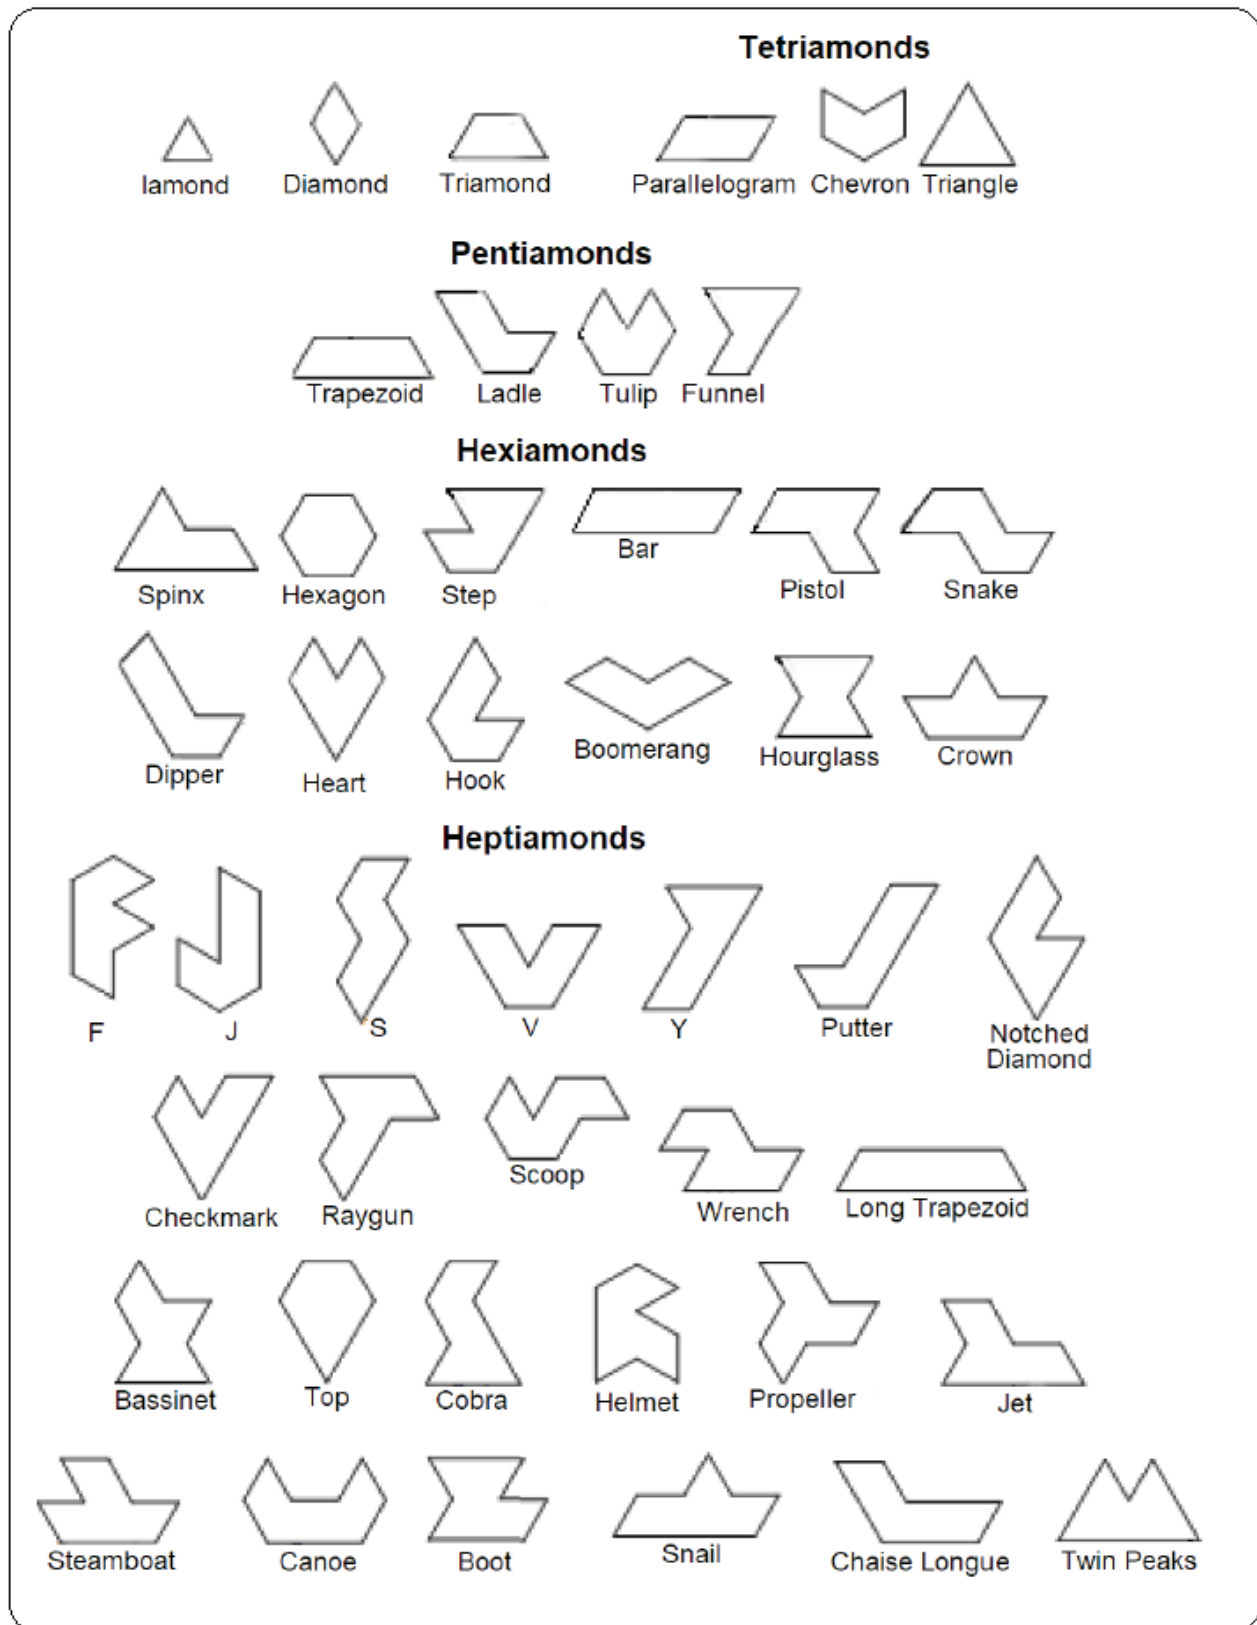 Tetriamonds
Iamond Diamond Triamond Parallelogram Chevron Triangle
Pentiamonds
Trapezoid Ladle Tulip Funnel
Hexiamonds
Spinx Hexagon Step Bar Pistol Snake
Dipper Heart Hook Boomerang Hourglass Crown
Heptiamonds
F J S V Y Putter Notched
Diamond
Checkmark Raygun Scoop Wrench Long Trapezoid
Bassinet Top Cobra Helmet Propeller Jet
Steamboat Canoe Boot Snail Chaise Longue Twin Peaks